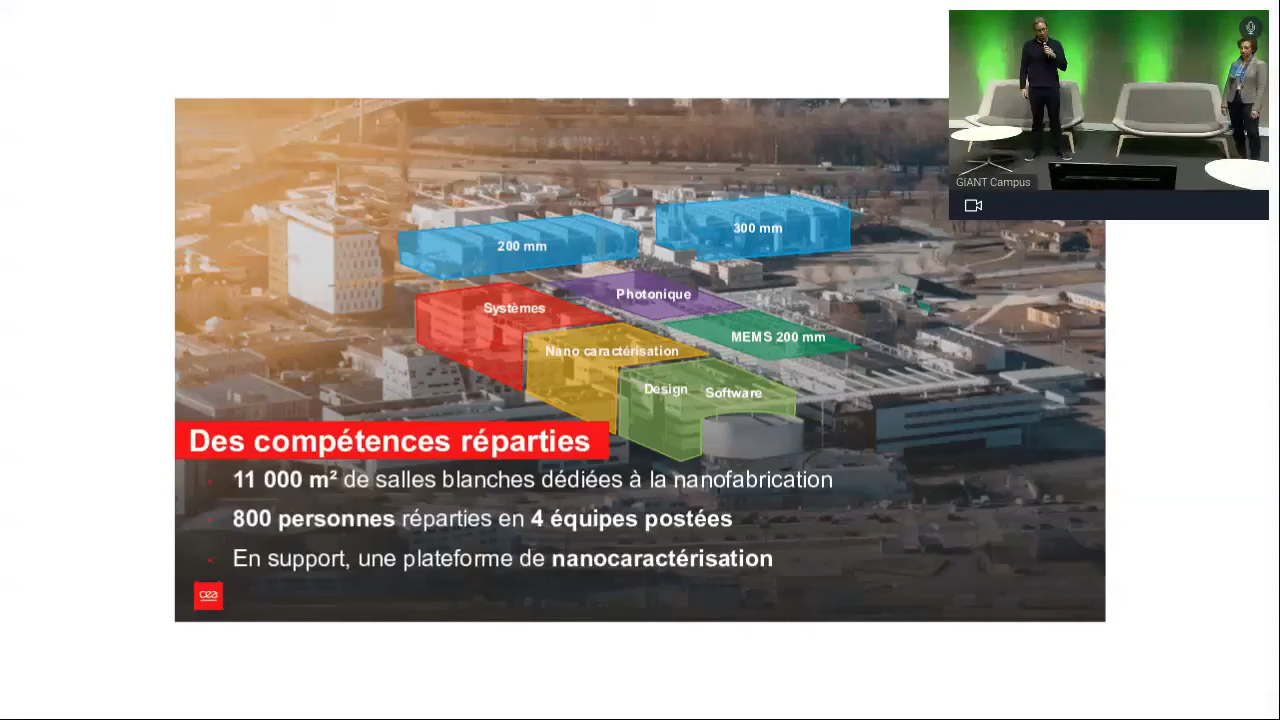 GIANT Campus
200 mm
300 mm
Photonique
Systèmes
MEMS 200 mm
Nano caractérisation
Design
Software
Des compétences réparties
11 000 m² de salles blanches dédiées à la nanofabrication
800 personnes réparties en 4 équipes postées
En support, une plateforme de nanocaractérisation
cea